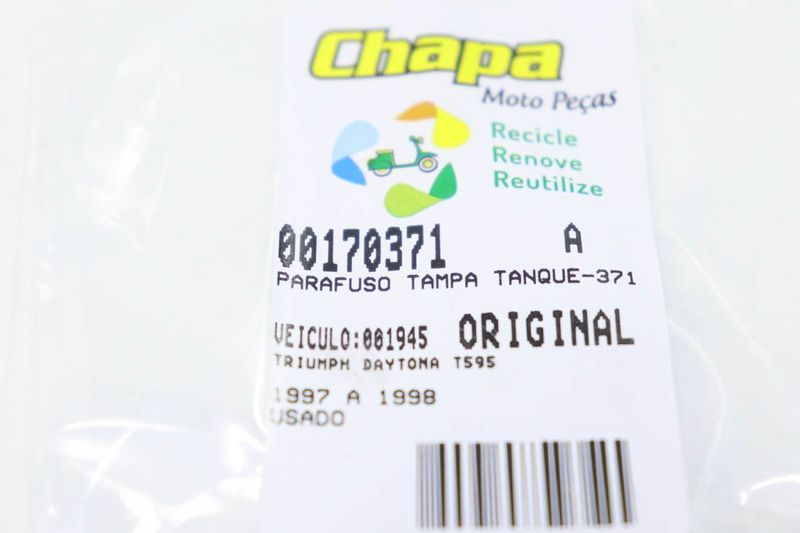 Chapa
Moto Peças
Recicle
Renove
Reutilize
00170371 A
PARAFUSO TAMPA TANQUE-371
VEICULO:001945 ORIGINAL
TRIUMPH DAYTONA T595
1997 A 1998
USADO